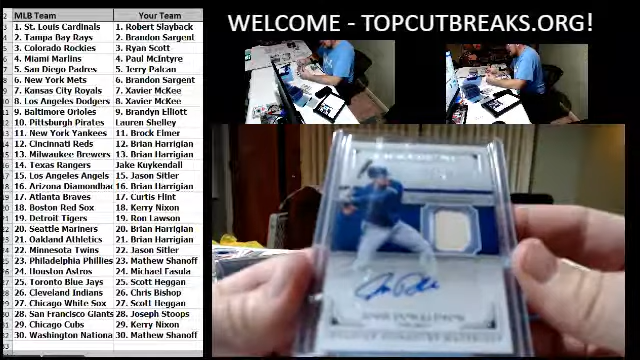 WELCOME - TOPCUTBREAKS.ORG!
MLB Team Your Team
1. St. Louis Cardinals 1. Robert Slayback
2. Tampa Bay Rays 2. Brandon Sargent
3. Colorado Rockies 3. Ryan Scott
4. Miami Marlins 4. Paul McIntyre
5. San Diego Padres 5. Terry Palcan
6. New York Mets 6. Brandon Sargent
7. Kansas City Royals 7. Xavier McKee
8. Los Angeles Dodgers 8. Xavier McKee
9. Baltimore Orioles 9. Brandyn Elliott
10. Pittsburgh Pirates Lauren Shelley
11. New York Yankees 11. Brock Elmer
12. Cincinnati Reds 12. Brian Harrigian
13. Milwaukee Brewers 13. Brian Harrigian
14. Texas Rangers Jake Kuykendall
15. Los Angeles Angels 15. Jason Sitler
16. Arizona Diamondbac 16. Brian Harrigian
17. Atlanta Braves 17. Curtis Flint
18. Boston Red Sox 18. Kerry Nixon
19. Detroit Tigers 19. Ron Lawson
20. Seattle Mariners 20. Brian Harrigian
21. Oakland Athletics 21. Brian Harrigian
22. Minnesota Twins 22. Jason Sitler
23. Philadelphia Phillies 23. Mathew Shanoff
24. Houston Astros 24. Michael Fasula
25. Toronto Blue Jays 25. Scott Heggan
26. Cleveland Indians 26. Chris Bishop
27. Chicago White Sox 27. Scott Heggan
28. San Francisco Giants 28. Joseph Stoops
29. Chicago Cubs 29. Kerry Nixon
30. Washington Nationa 30. Mathew Shanoff